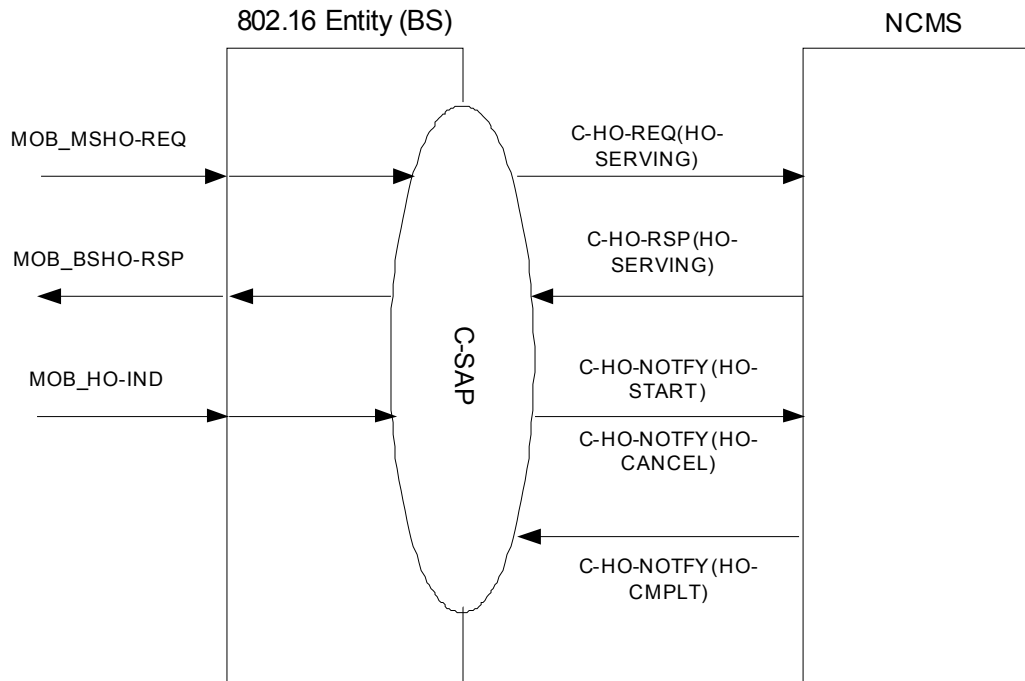 802.16 Entity (BS)
NCMS
MOB_MSHO-REQ
C-HO-REQ(HO-
SERVING)
MOB_BSHO-RSP
C-HO-RSP(HO-
SERVING)
C-SAP
MOB_HO-IND
C-HO-NOTFY(HO-
START)
C-HO-NOTFY(HO-
CANCEL)
C-HO-NOTFY(HO-
CMPLT)